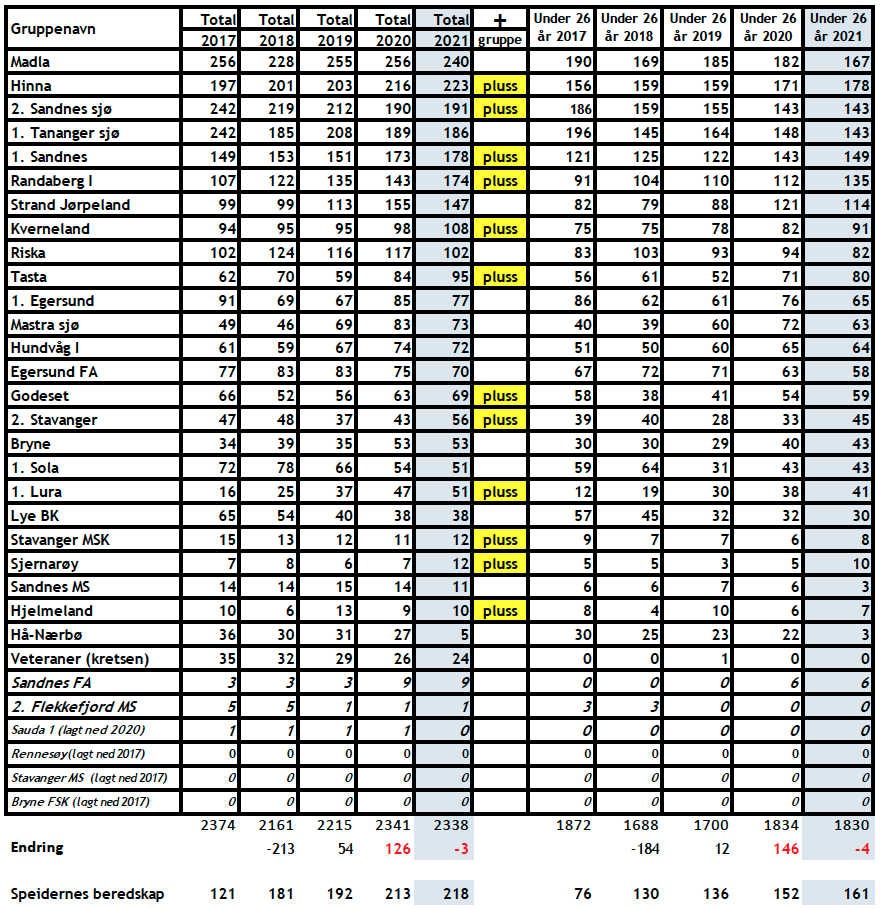 Gruppenavn Total 2017 Total 2018 Total 2019 Total 2020 Total 2021 + gruppe Under 26 år 2017 Under 26 år 2018 Under 26 år 2019 Under 26 år 2020 Under 26 år 2021
Madla 256 228 255 256 240 190 169 185 182 167
Hinna 197 201 203 216 223 pluss 156 159 159 171 178
2. Sandnes sjø 242 219 212 190 191 pluss 186 159 155 143 143
1. Tananger sjø 242 185 208 189 186 196 145 164 148 143
1. Sandnes 149 153 151 173 178 pluss 121 125 122 143 149
Randaberg I 107 122 135 143 174 pluss 91 104 110 112 135
Strand Jørpeland 99 99 113 155 147 82 79 88 121 114
Kverneland 94 95 95 98 108 pluss 75 75 78 82 91
Riska 102 124 116 117 102 83 103 93 94 82
Tasta 62 70 59 84 95 pluss 56 61 52 71 80
1. Egersund 91 69 67 85 77 86 62 61 76 65
Mastra sjø 49 46 69 83 73 40 39 60 72 63
Hundvåg I 61 59 67 74 72 51 50 60 65 64
Egersund FA 77 83 83 75 70 67 72 71 63 58
Godeset 66 52 56 63 69 pluss 58 38 41 54 59
2. Stavanger 47 48 37 43 56 pluss 39 40 28 33 45
Bryne 34 39 35 53 53 30 30 29 40 43
1. Sola 72 78 66 54 51 59 64 31 43 43
1. Lura 16 25 37 47 51 pluss 12 19 30 38 41
Lye BK 65 54 40 38 38 57 45 32 32 30
Stavanger MSK 15 13 12 11 12 pluss 9 7 7 6 8
Sjernarøy 7 8 6 7 12 pluss 5 5 3 5 10
Sandnes MS 14 14 15 14 11 6 6 7 6 3
Hjelmeland 10 6 13 9 10 pluss 8 4 10 6 7
Hå-Nærbø 36 30 31 27 5 30 25 23 22 3
Veteraner (kretsen) 35 32 29 26 24 0 0 1 0 0
Sandnes FA 3 3 3 9 9 0 0 0 6 6
2. Flekkefjord MS 5 5 1 1 1 3 3 0 0 0
Sauda 1 (lagt ned 2020) 1 1 1 1 0 0 0 0 0 0
Rennesøy(lagt ned 2017) 0 0 0 0 0 0 0 0 0 0
Stavanger MS (lagt ned 2017) 0 0 0 0 0 0 0 0 0 0
Bryne FSK (lagt ned 2017) 0 0 0 0 0 0 0 0 0 0
2374 2161 2215 2341 2338 1872 1688 1700 1834 1830
Endring -213 54 126 -3 -184 12 146 -4
Speidernes beredskap 121 181 192 213 218 76 130 136 152 161